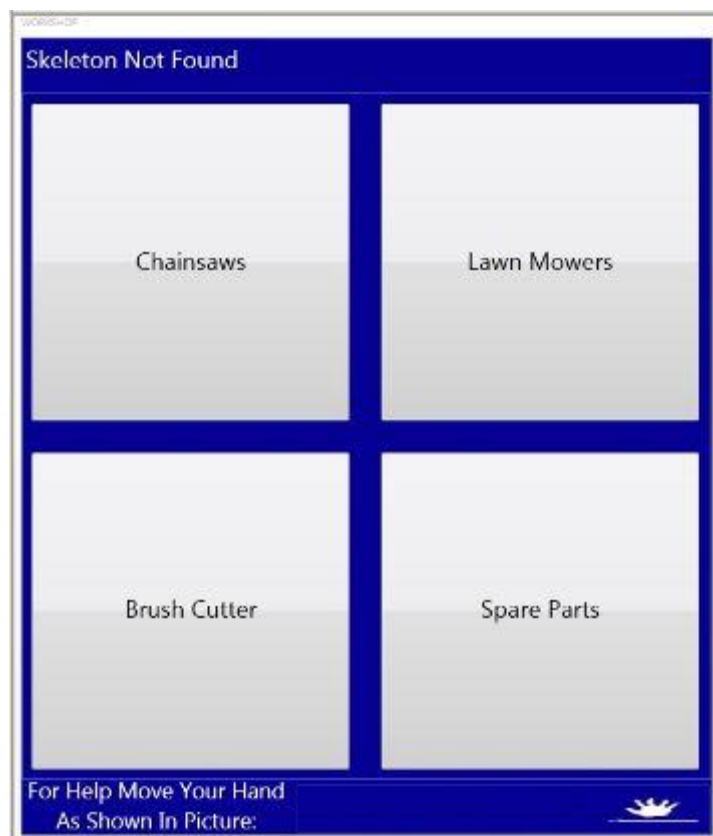 WORKSHOP
Skeleton Not Found
Chainsaws
Lawn Mowers
Brush Cutter
Spare Parts
For Help Move Your Hand
As Shown In Picture: